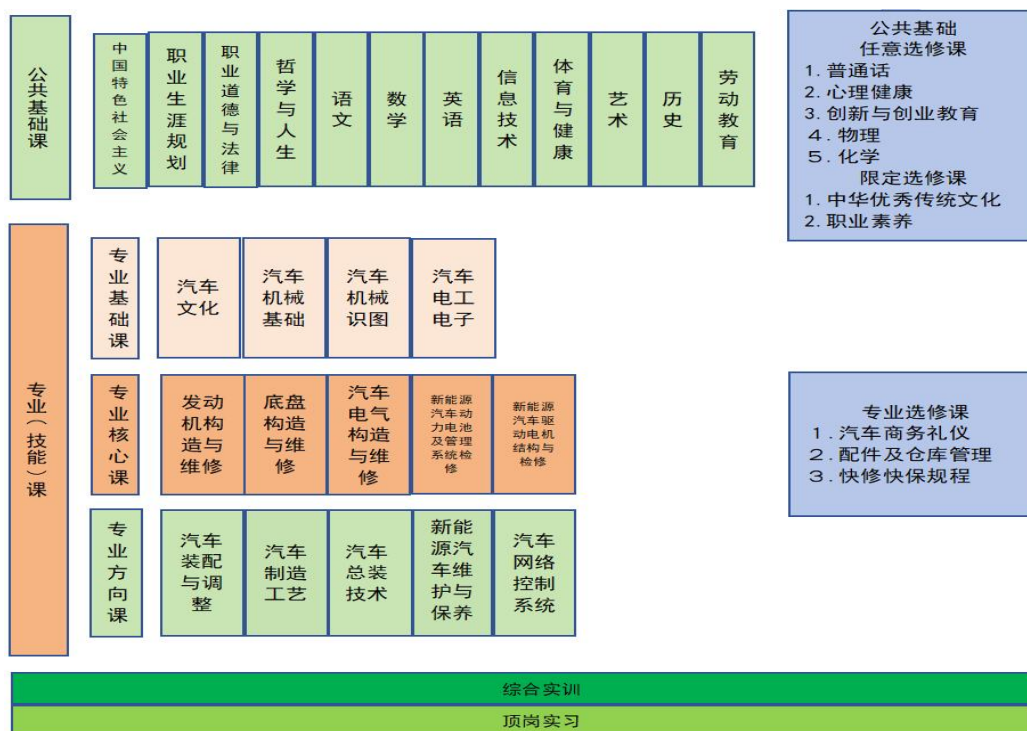 公共基础课
中国特色社会主义
职业生涯规划
职业道德与法律
哲学与人生
语文
数学
英语
信息技术
体育与健康
艺术
历史
劳动教育
公共基础
任意选修课
1. 普通话
2. 心理健康
3. 创新与创业教育
4. 物理
5. 化学
限定选修课
1. 中华优秀传统文化
2. 职业素养
专业（技能）课
专业基础课
汽车
文化
汽车
机械
基础
汽车
机械
识图
汽车
电工
电子
专业核心课
发动
机构
造与
维修
底盘
构造
与维
修
汽车
电气
构造
与维
修
新能源
汽车动
力电池
及管理
系统检
修
新能源
汽车驱
动电机
结构与
检修
专业选修课
1. 汽车商务礼仪
2. 配件及仓库管理
3. 快修快保规程
专业方向课
汽车
装配
与调
整
汽车
制造
工艺
汽车
总装
技术
新能
源汽
车维
护与
保养
汽车
网络
控制
系统
综合实训
顶岗实习